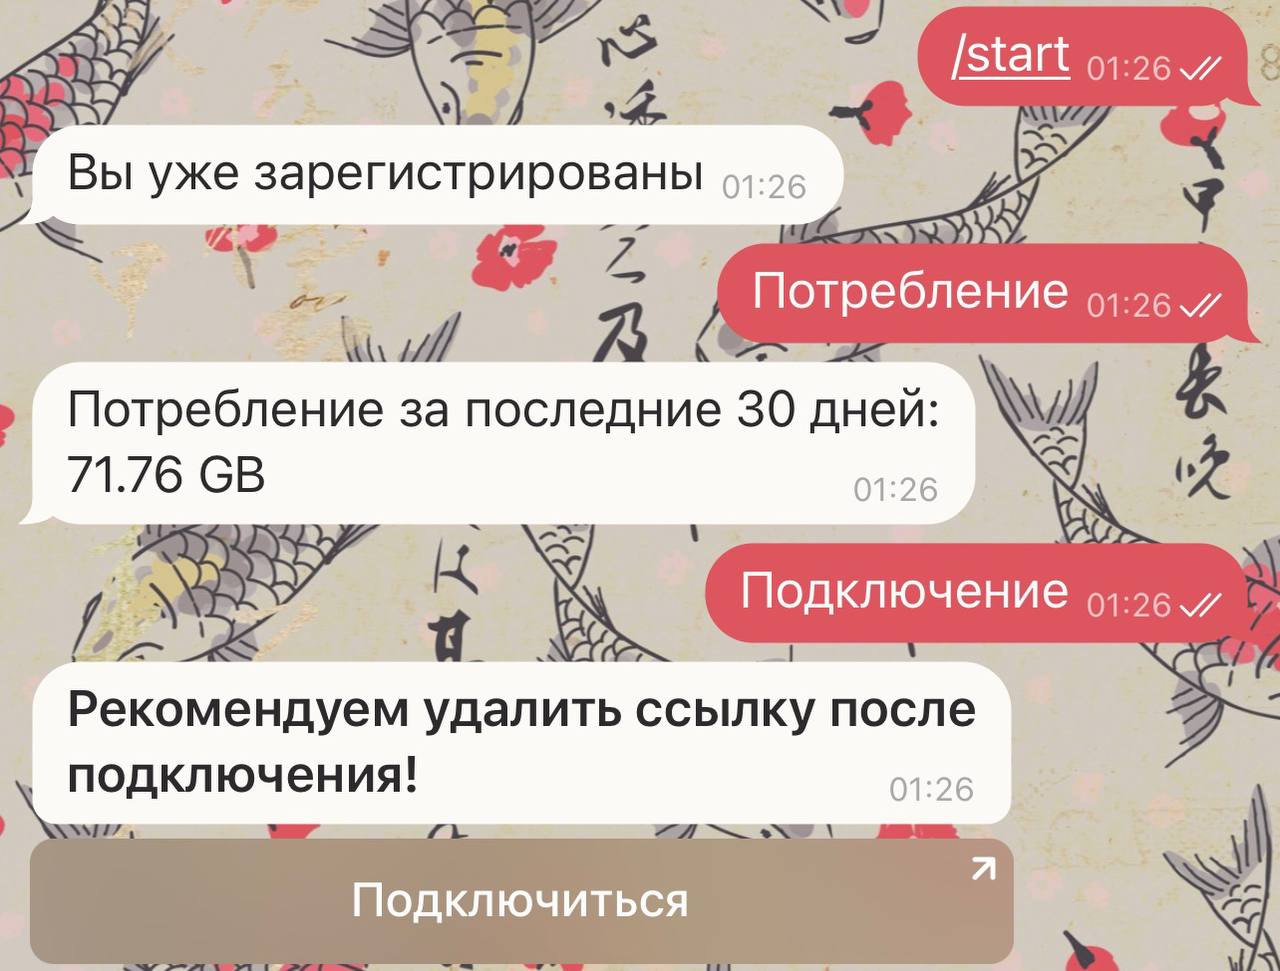 /start 01:26
Вы уже зарегистрированы 01:26
Потребление 01:26
Потребление за последние 30 дней:
71.76 GB 01:26
Подключение 01:26
Рекомендуем удалить ссылку после
подключения! 01:26
Подключиться